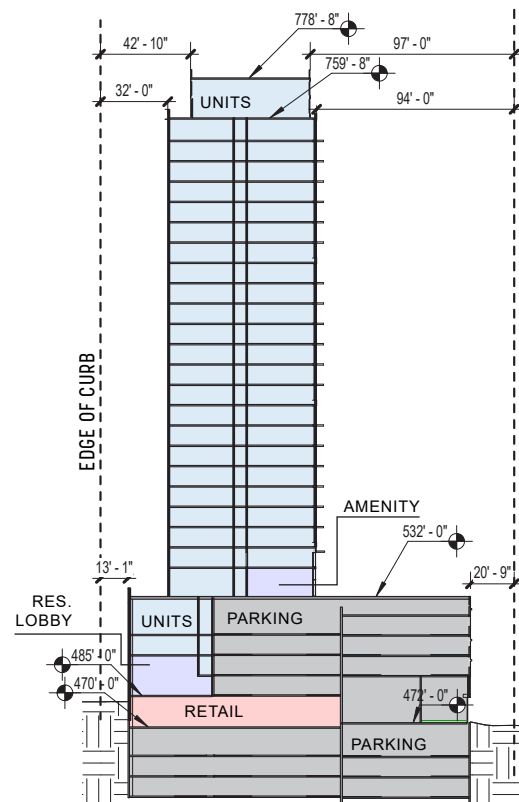 778' - 8"
42' - 10"
97' - 0"
759' - 8"
32' - 0"
94' - 0"
UNITS
EDGE OF CURB
AMENITY
532' - 0"
13' - 1"
20' - 9"
RES.
LOBBY
UNITS
PARKING
485' - 0"
470' - 0"
472' - 0"
RETAIL
PARKING